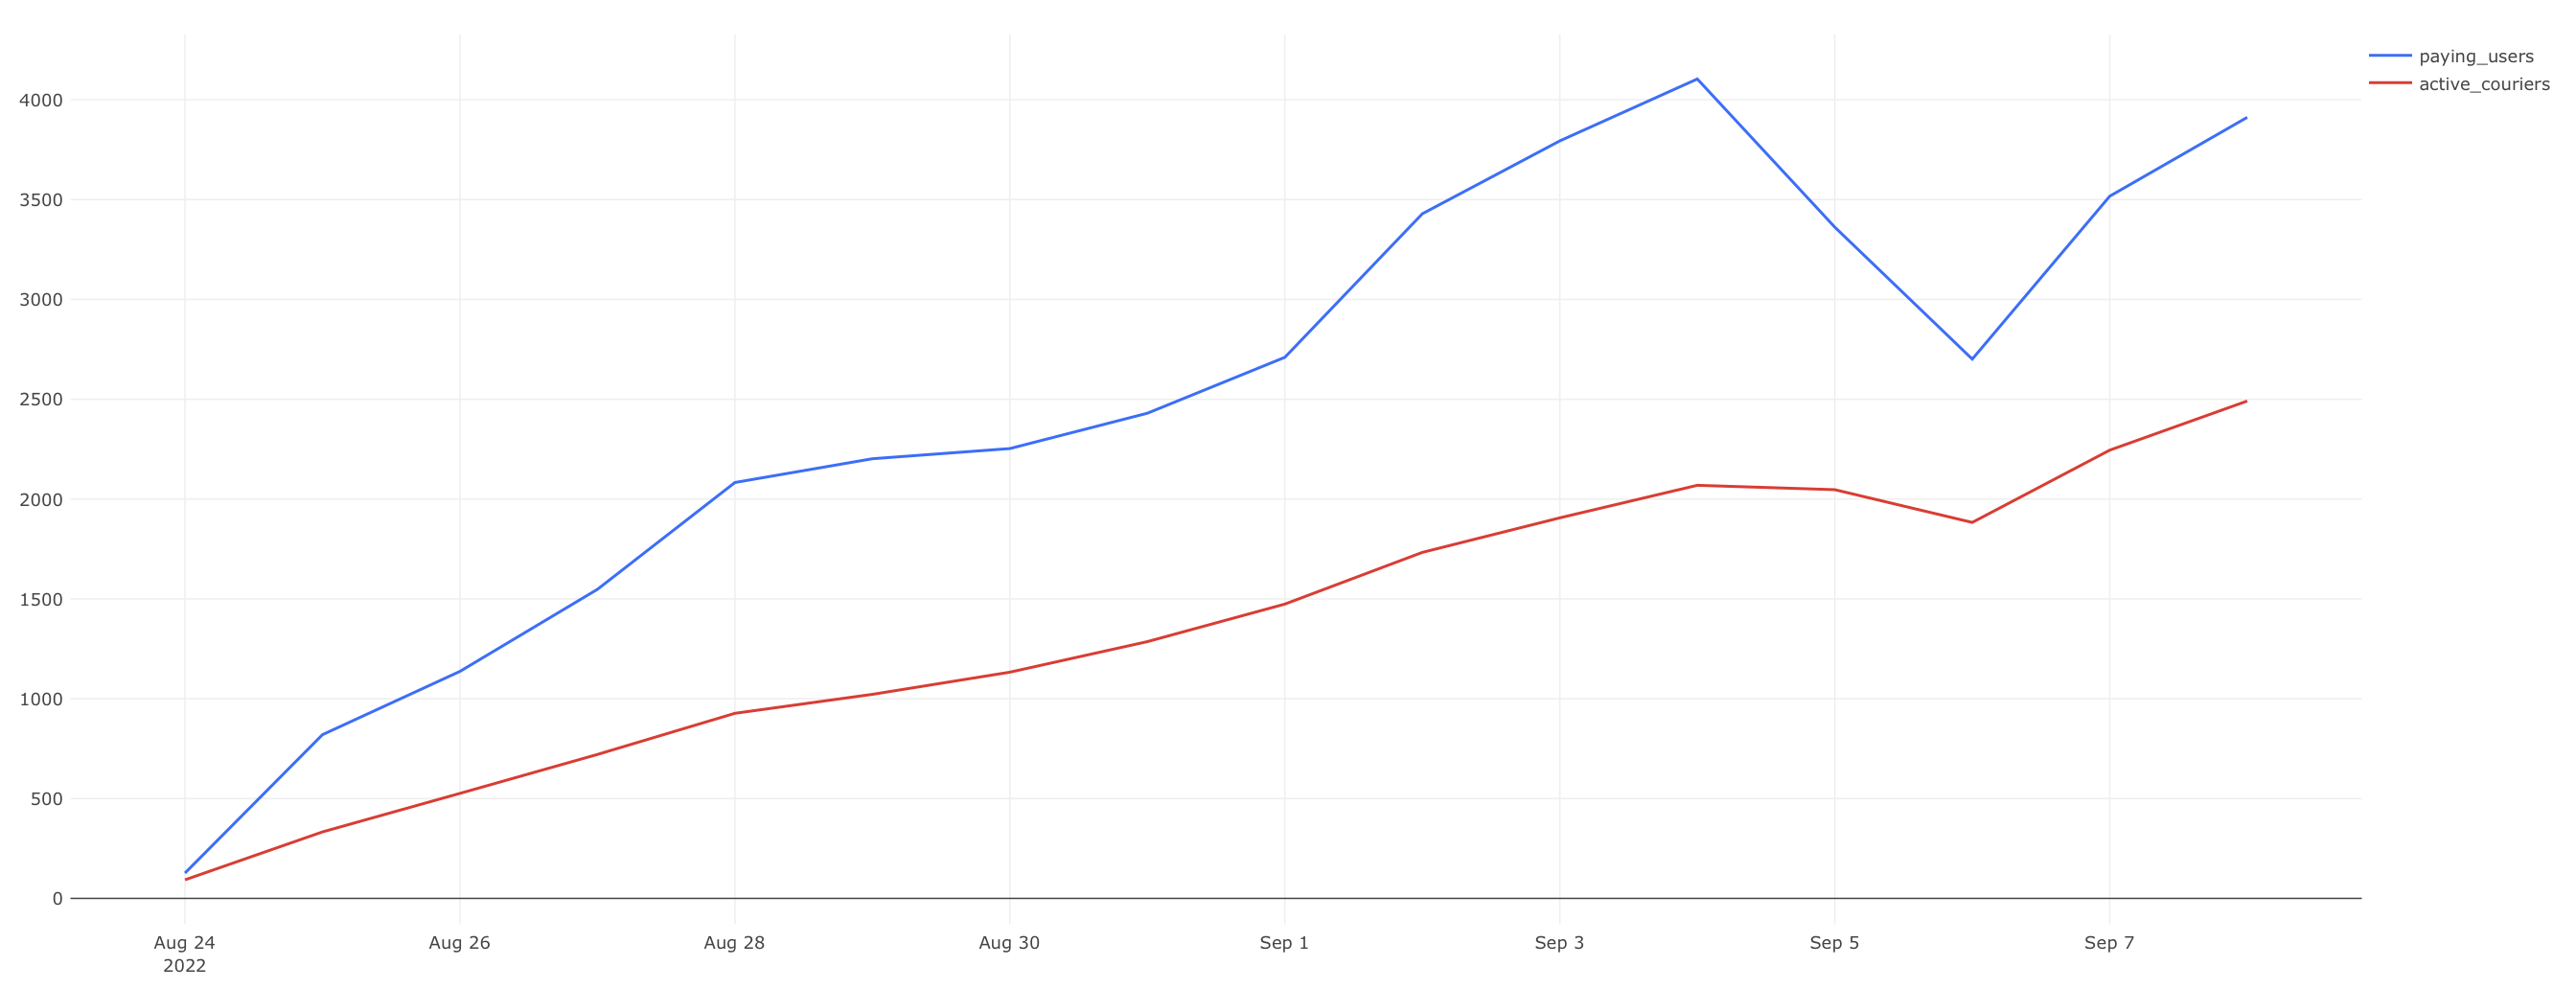 paying_users
active_couriers
4000
3500
3000
2500
2000
1500
1000
500
0
Aug 24
2022
Aug 26
Aug 28
Aug 30
Sep 1
Sep 3
Sep 5
Sep 7